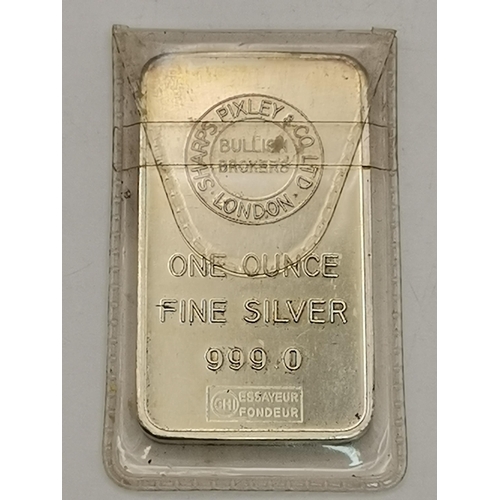 SHARPS, PIXLEY & CO. LTD
BULLION
BROKERS
· LONDON ·
ONE OUNCE
FINE SILVER
999.0
CHI ESSAYEUR
FONDEUR